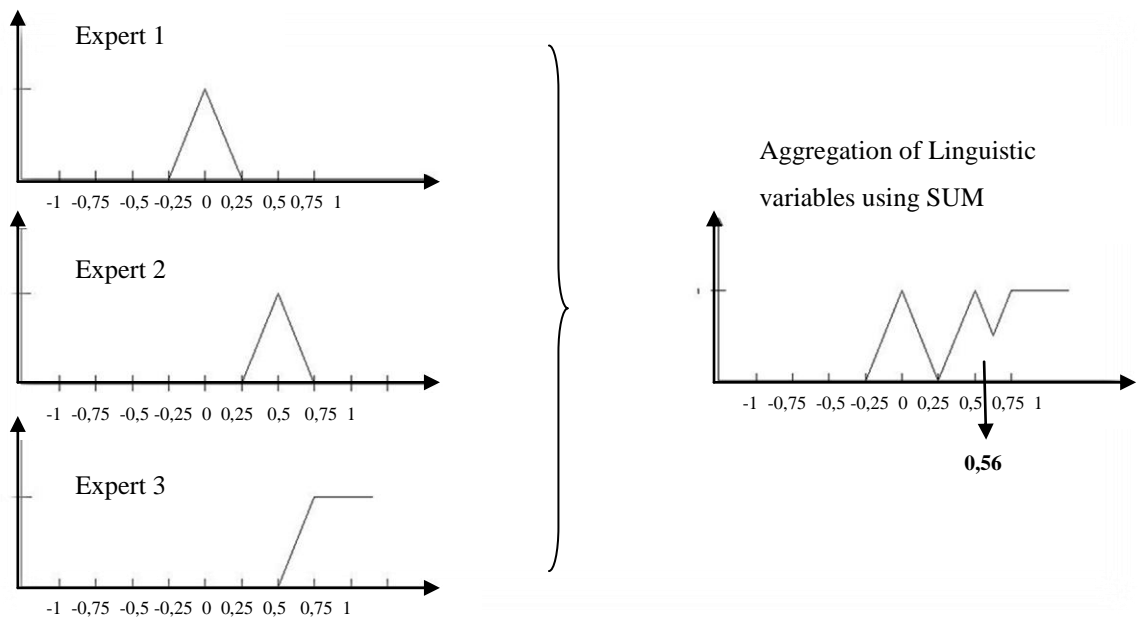 Expert 1
-1 -0,75 -0,5 -0,25 0 0,25 0,5 0,75 1
Expert 2
-1 -0,75 -0,5 -0,25 0 0,25 0,5 0,75 1
Expert 3
-1 -0,75 -0,5 -0,25 0 0,25 0,5 0,75 1
Aggregation of Linguistic
variables using SUM
-1 -0,75 -0,5 -0,25 0 0,25 0,5 0,75 1
0,56